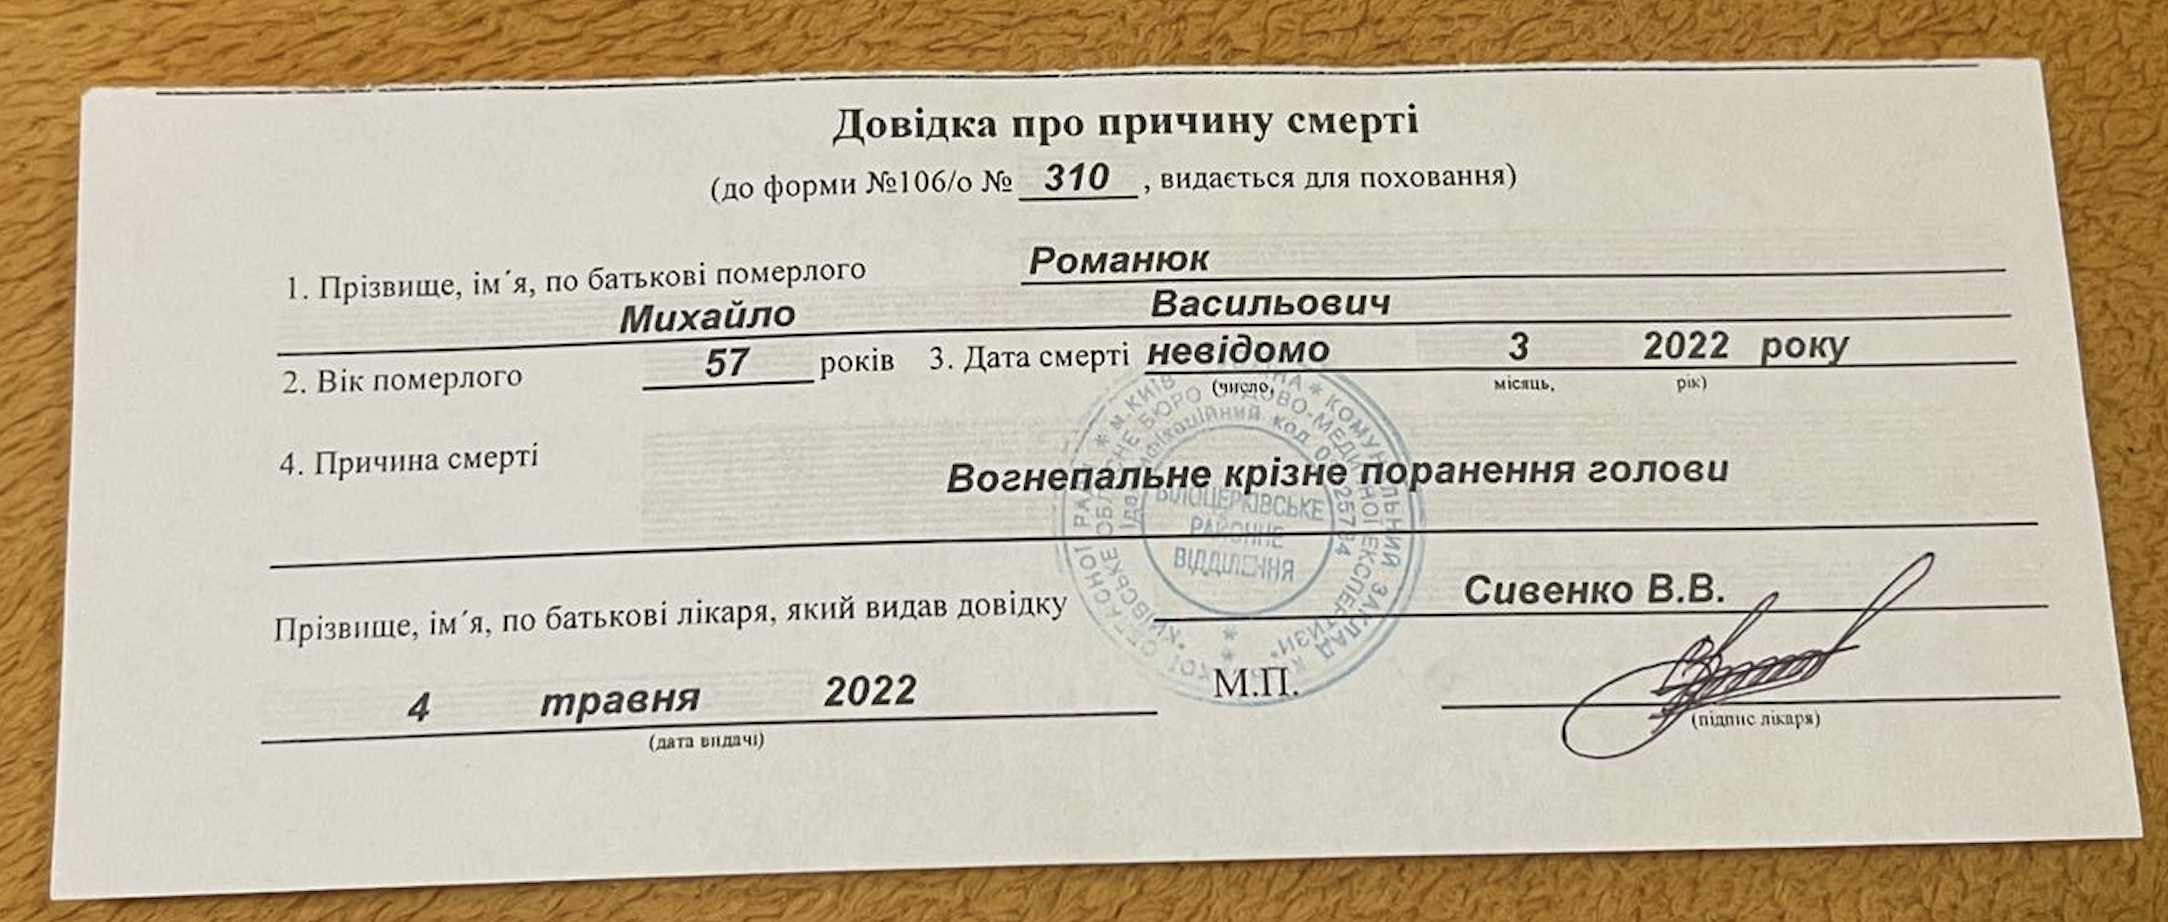 Довідка про причину смерті
(до форми №106/о № 310 , видається для поховання)
1. Прізвище, ім´я, по батькові померлого Романюк
Михайло Васильович
2. Вік померлого 57 років 3. Дата смерті невідомо 3 2022 року
(число, місяць, рік)
4. Причина смерті
Вогнепальне крізне поранення голови
БІЛОЦЕРКІВСЬКЕ
РАЙОННЕ
ВІДДІЛЕННЯ
Прізвище, ім´я, по батькові лікаря, який видав довідку Сивенко В.В.
4 травня 2022 М.П.
(дата видачі) (підпис лікаря)